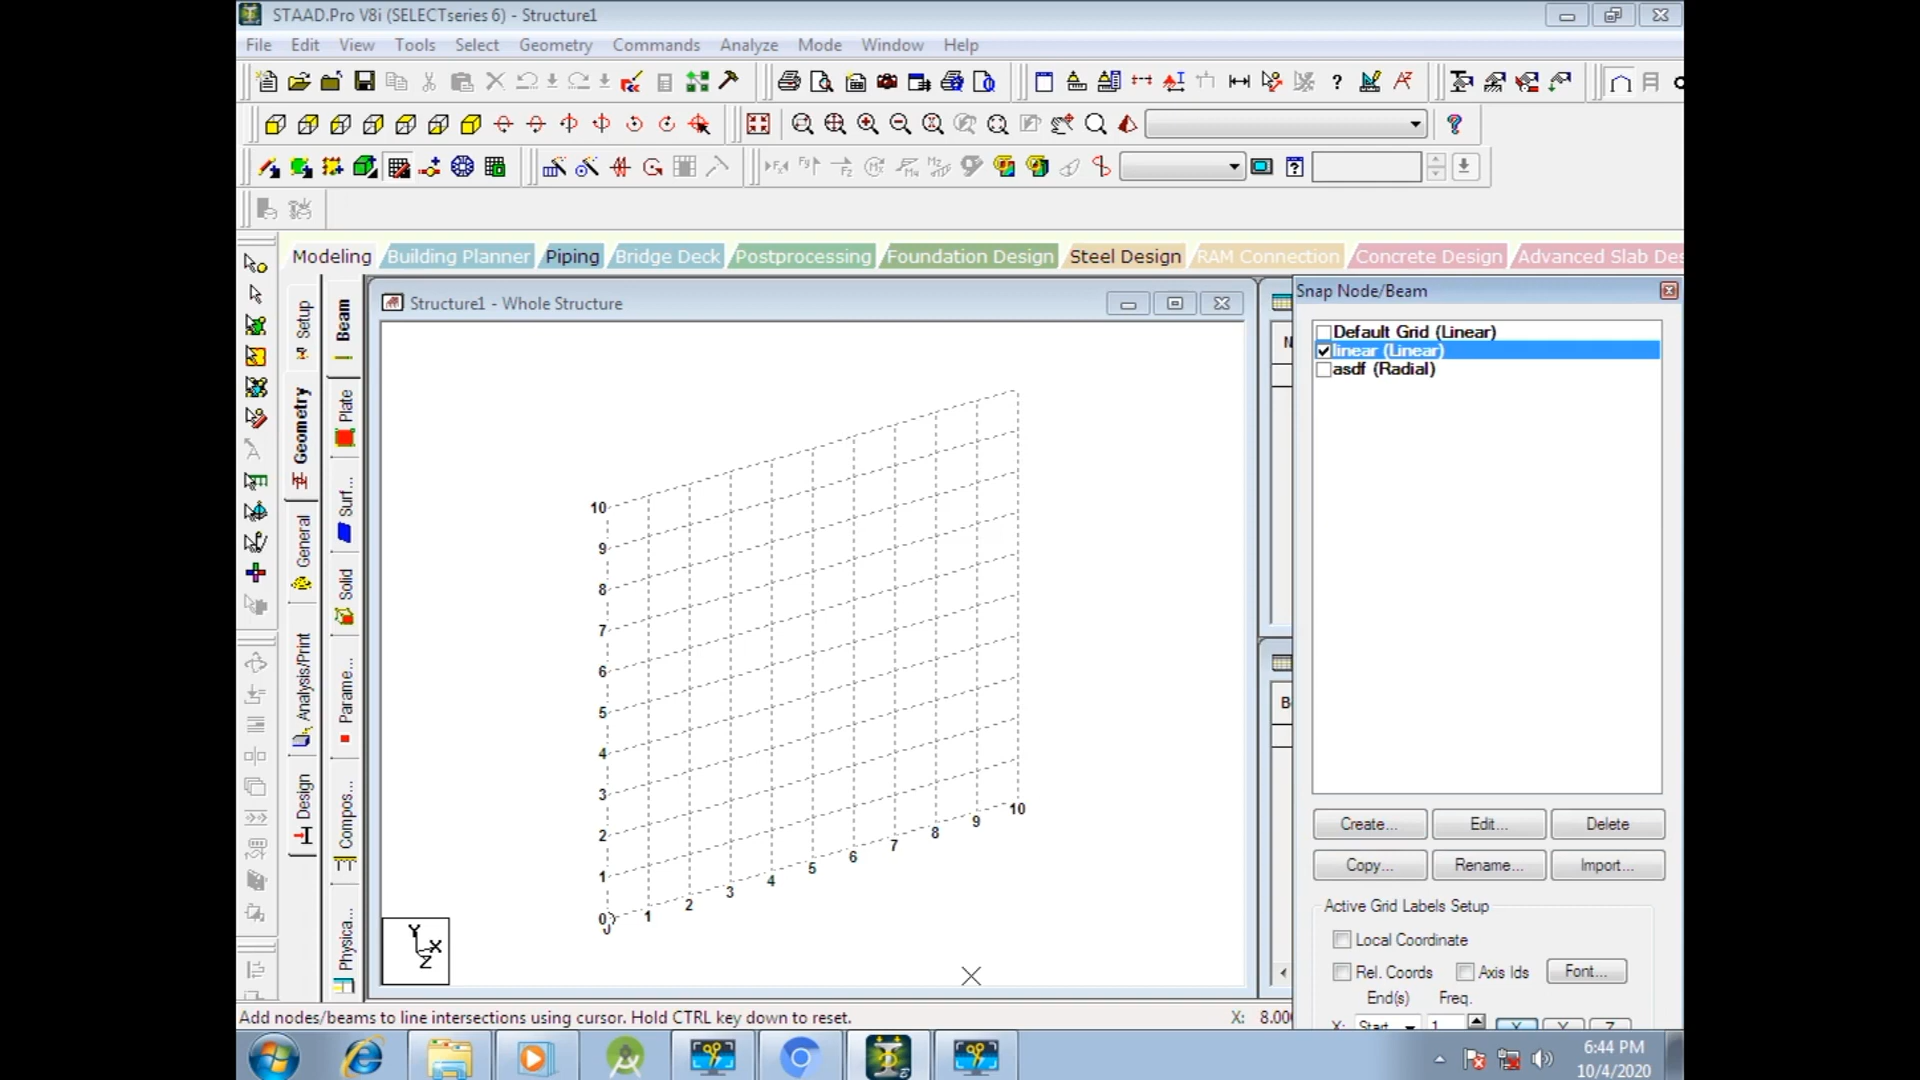 STAAD.Pro V8i (SELECTseries 6) - Structure1
File Edit View Tools Select Geometry Commands Analyze Mode Window Help
Modeling Building Planner Piping Bridge Deck Postprocessing Foundation Design Steel Design RAM Connection Concrete Design Advanced Slab Des
Setup
Geometry
General
Analysis/Print
Design
Beam
Plate
Surf...
Solid
Parame...
Compos...
Physica...
Structure1 - Whole Structure
10
9
8
7
6
5
4
3
2
1
0
1 2 3 4 5 6 7 8 9 10
Y
X
Z
Snap Node/Beam
Default Grid (Linear)
linear (Linear)
asdf (Radial)
Create... Edit... Delete
Copy... Rename... Import...
Active Grid Labels Setup
Local Coordinate
Rel. Coords Axis Ids Font...
End(s) Freq.
X: Start 1 X Y Z
Add nodes/beams to line intersections using cursor. Hold CTRL key down to reset.
X: 8.00
6:44 PM
10/4/2020